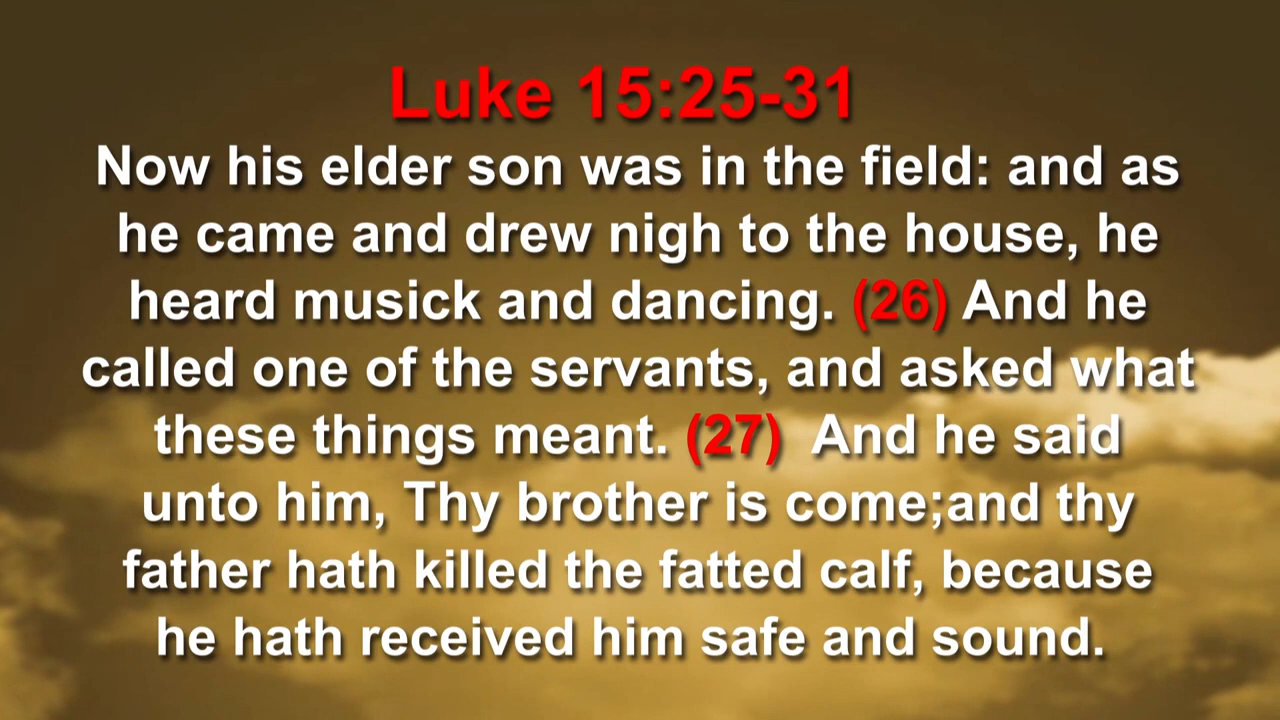 Luke 15:25-31
Now his elder son was in the field: and as
he came and drew nigh to the house, he
heard musick and dancing. (26) And he
called one of the servants, and asked what
these things meant. (27)  And he said
unto him, Thy brother is come;and thy
father hath killed the fatted calf, because
he hath received him safe and sound.